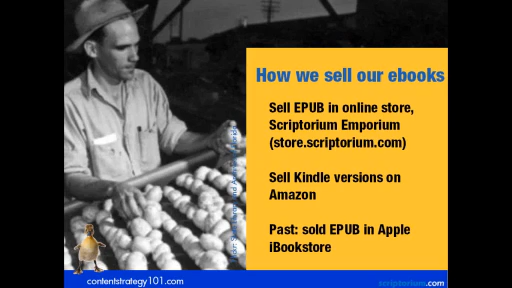 How we sell our ebooks
Sell EPUB in online store,
Scriptorium Emporium
(store.scriptorium.com)
Sell Kindle versions on
Amazon
Past: sold EPUB in Apple
iBookstore
contentstrategy101.com
scriptorium.com